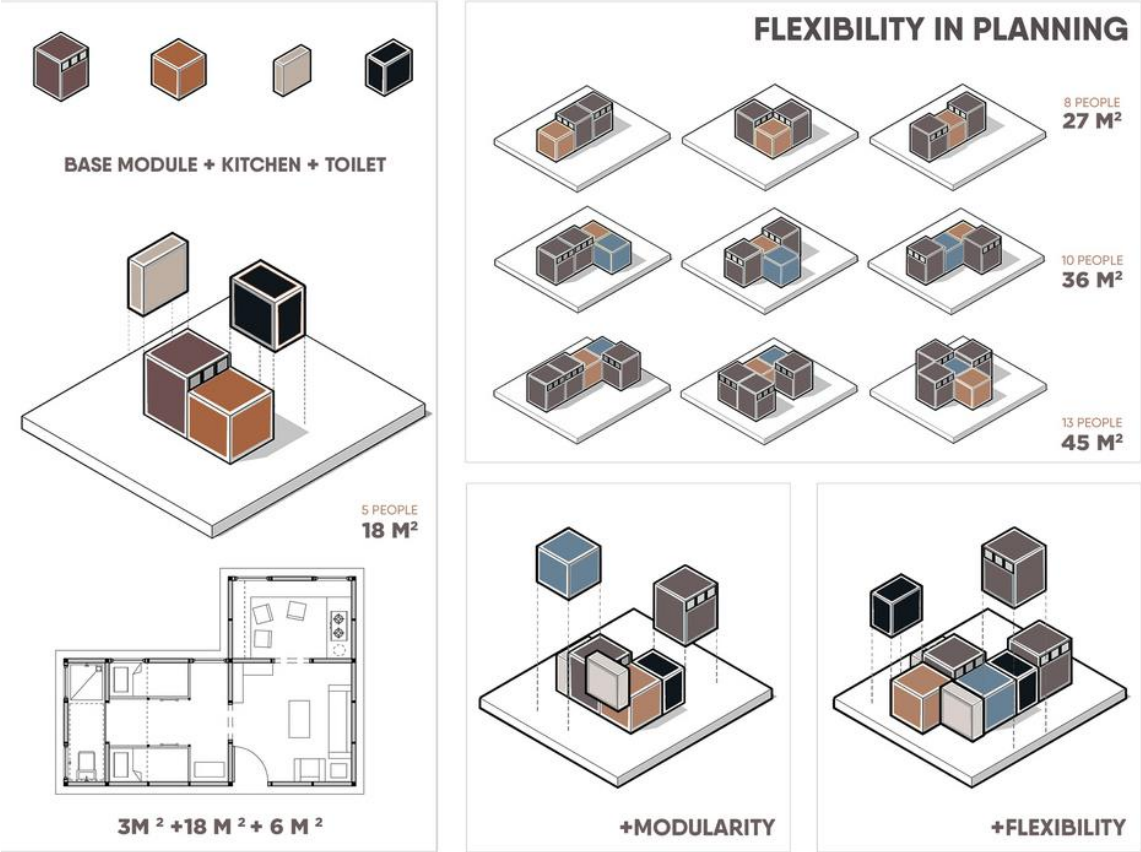 BASE MODULE + KITCHEN + TOILET
5 PEOPLE
18 M²
3M ² +18 M² + 6 M ²
FLEXIBILITY IN PLANNING
8 PEOPLE
27 M²
10 PEOPLE
36 M²
13 PEOPLE
45 M²
+MODULARITY
+FLEXIBILITY